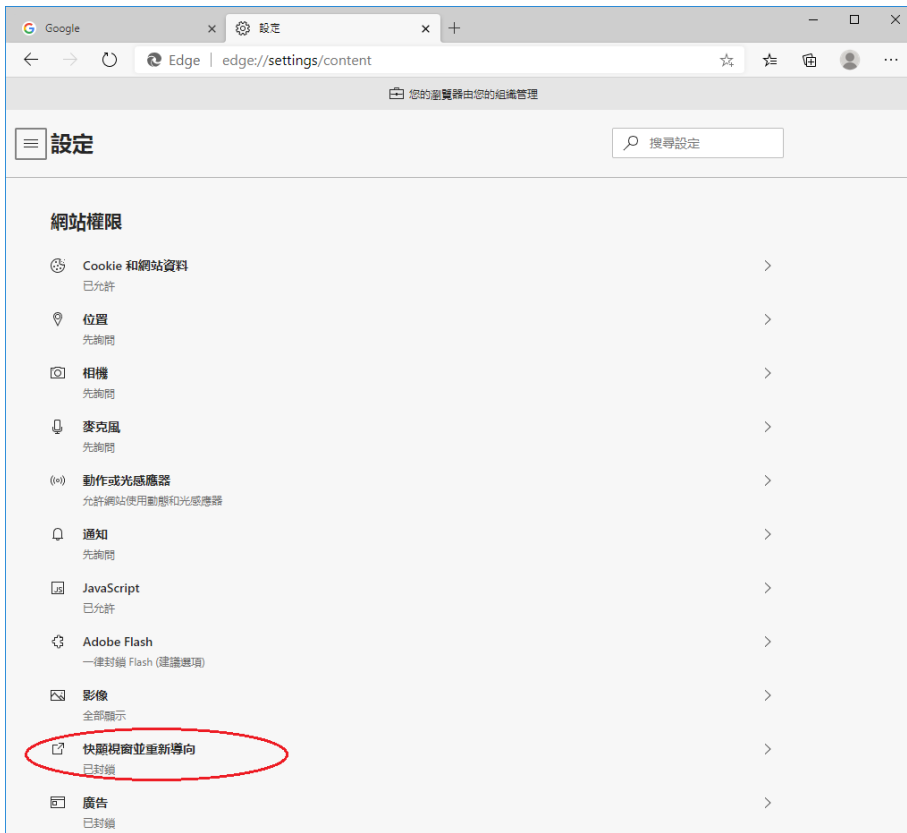 Google
設定
Edge | edge://settings/content
您的瀏覽器由您的組織管理
設定
搜尋設定
網站權限
Cookie 和網站資料
已允許
位置
先詢問
相機
先詢問
麥克風
先詢問
動作或光感應器
允許網站使用動態和光感應器
通知
先詢問
JS
JavaScript
已允許
Adobe Flash
一律封鎖 Flash (建議選項)
影像
全部顯示
快顯視窗並重新導向
已封鎖
廣告
已封鎖